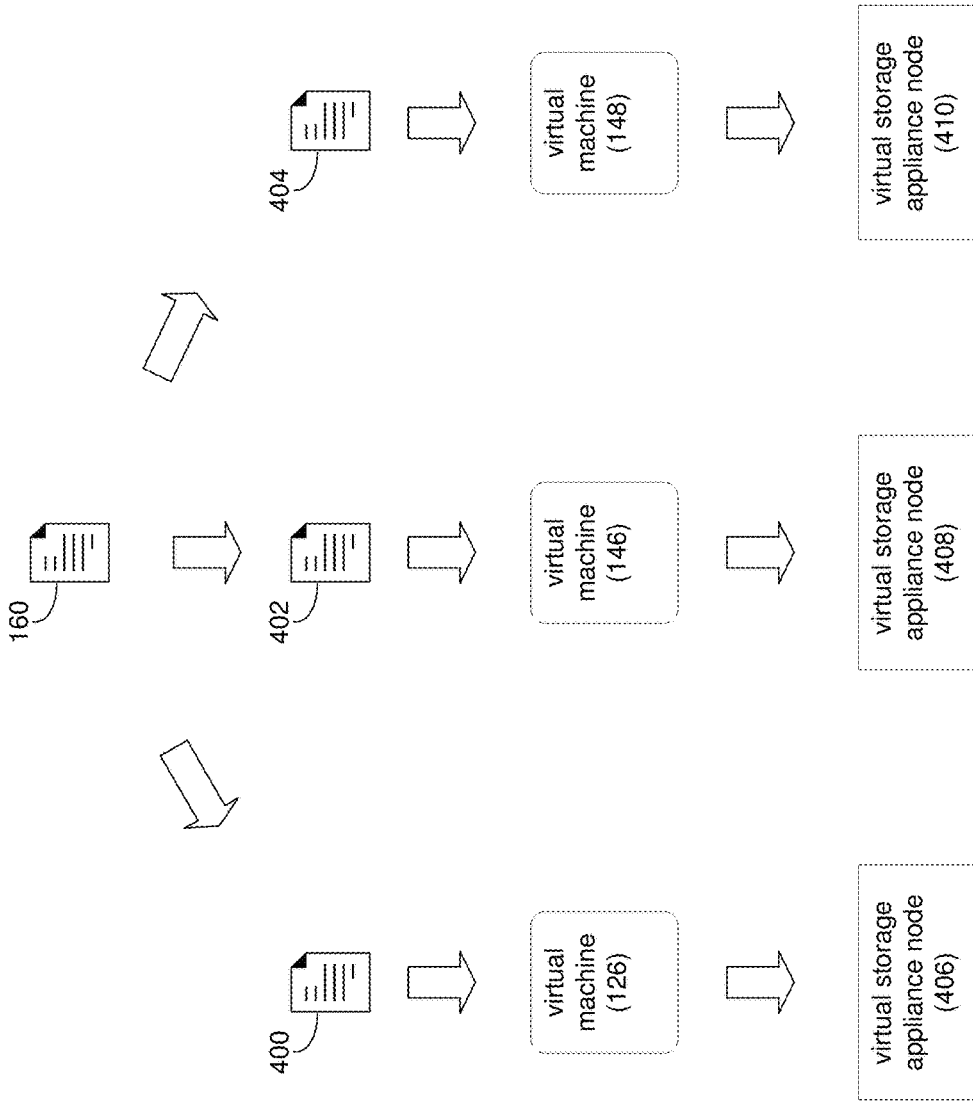 160
400
402
404
virtual
machine
(126)
virtual
machine
(146)
virtual
machine
(148)
virtual storage
appliance node
(406)
virtual storage
appliance node
(408)
virtual storage
appliance node
(410)